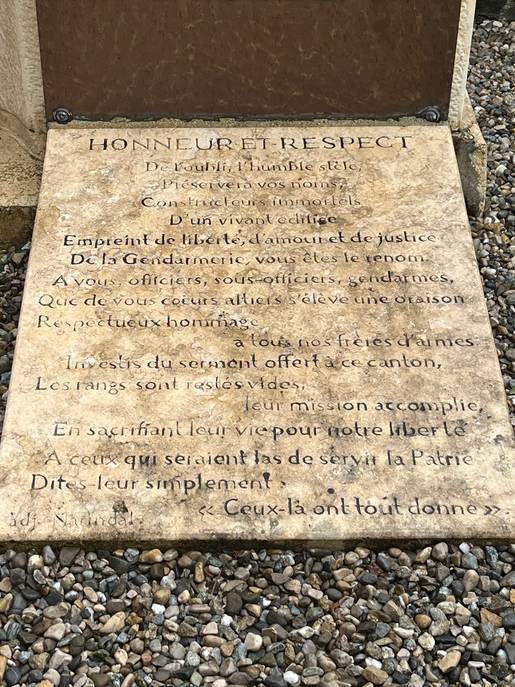 HONNEUR ET RESPECT
De l'oubli, l'humble stèle,
Préservera vos noms,
Constructeurs immortels
D'un vivant édifice
Empreint de liberté, d'amour et de justice
De la Gendarmerie, vous êtes le renom.
A vous, officiers, sous-officiers, gendarmes,
Que de vous coeurs altiers s'élève une oraison
Respectueux hommage
à tous nos frères d'armes
Investis du serment offert à ce canton,
Les rangs sont restés vides,
leur mission accomplie,
En sacrifiant leur vie pour notre liberté
A ceux qui seraient las de servir la Patrie
Dites-leur simplement :
« Ceux-là ont tout donné ».
adj.